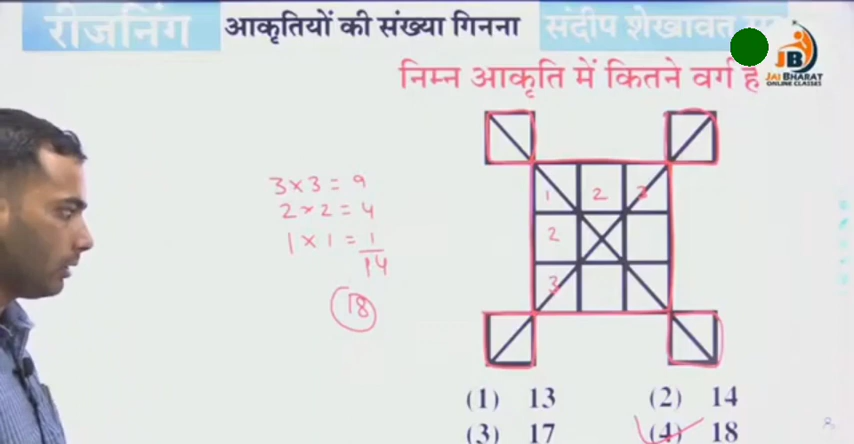 रीजनिंग आकृतियों की संख्या गिनना संदीप शेखावत
JB
JAI BHARAT
ONLINE CLASSES
निम्न आकृति में कितने वर्ग है
3×3=9
2×2=4
1×1=1
14
18
1 2 3
2
3
(1) 13 (2) 14
(3) 17 (4) 18